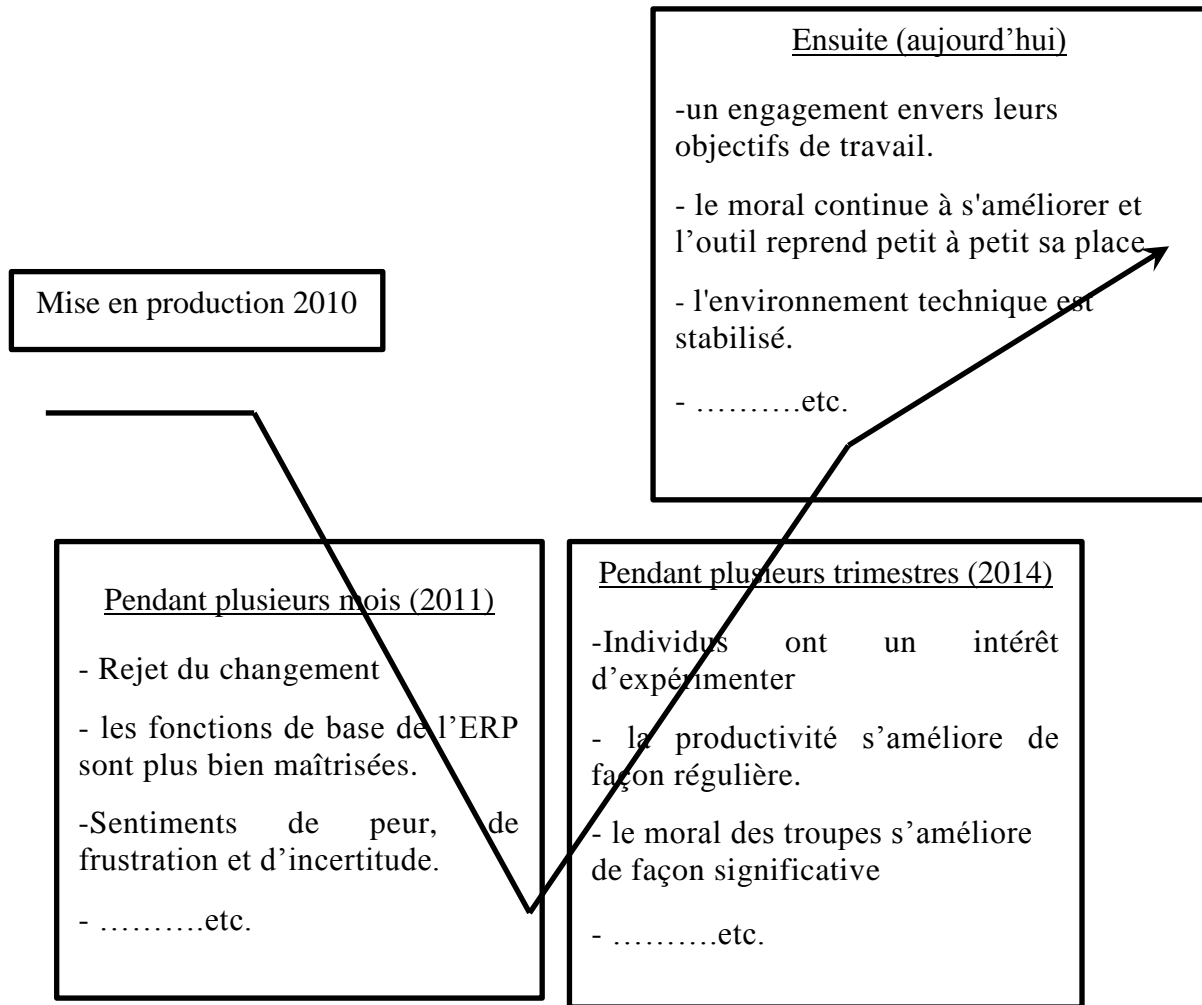 Mise en production 2010
Pendant plusieurs mois (2011)
- Rejet du changement
- les fonctions de base de l’ERP
sont plus bien maîtrisées.
-Sentiments de peur, de
frustration et d’incertitude.
- ……….etc.
Pendant plusieurs trimestres (2014)
-Individus ont un intérêt
d’expérimenter
- la productivité s’améliore de
façon régulière.
- le moral des troupes s’améliore
de façon significative
- ……….etc.
Ensuite (aujourd’hui)
-un engagement envers leurs
objectifs de travail.
- le moral continue à s'améliorer et
l’outil reprend petit à petit sa place
- l'environnement technique est
stabilisé.
- ……….etc.